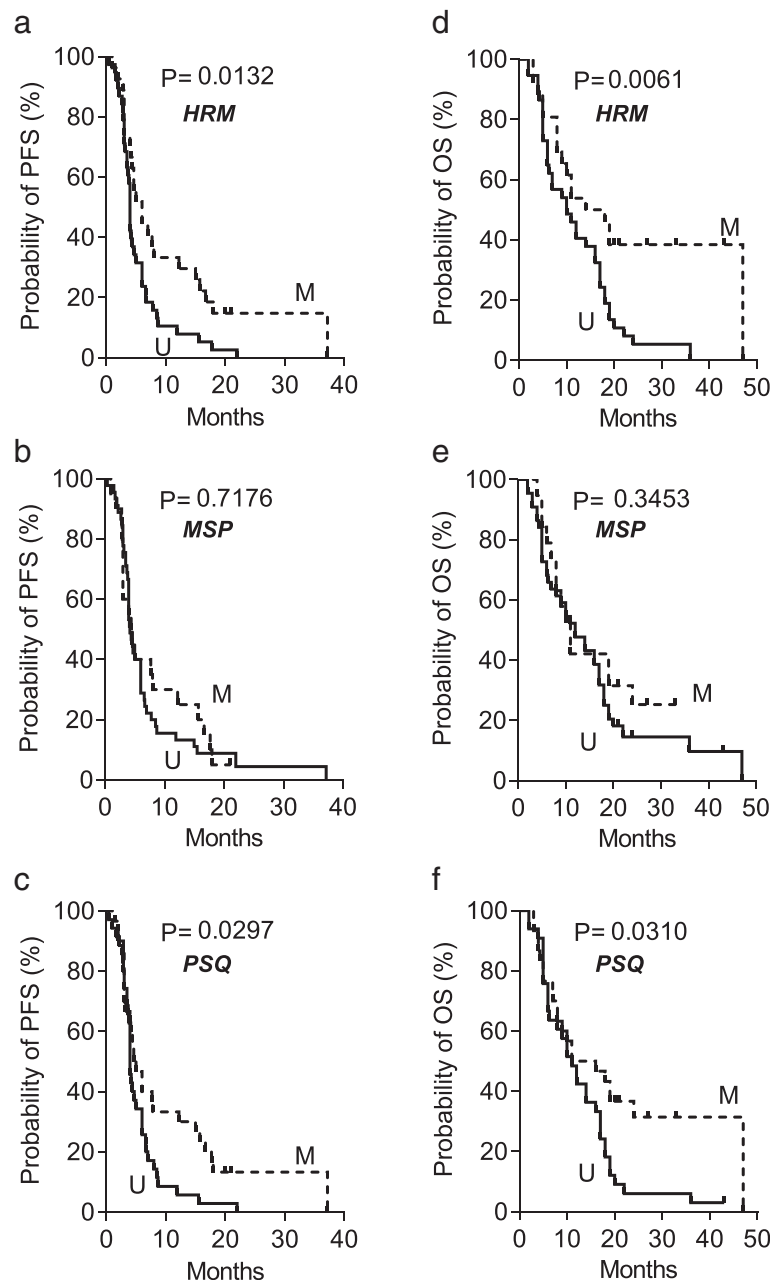 a
P= 0.0132
HRM
Probability of PFS (%)
100
80
60
40
20
0
M
U
0 10 20 30 40
Months
d
P=0.0061
HRM
Probability of OS (%)
100
80
60
40
20
0
M
U
0 10 20 30 40 50
Months
b
P= 0.7176
MSP
Probability of PFS (%)
100
80
60
40
20
0
M
U
0 10 20 30 40
Months
e
P= 0.3453
MSP
Probability of OS (%)
100
80
60
40
20
0
M
U
0 10 20 30 40 50
Months
c
P= 0.0297
PSQ
Probability of PFS (%)
100
80
60
40
20
0
M
U
0 10 20 30 40
Months
f
P= 0.0310
PSQ
Probability of OS (%)
100
80
60
40
20
0
M
U
0 10 20 30 40 50
Months